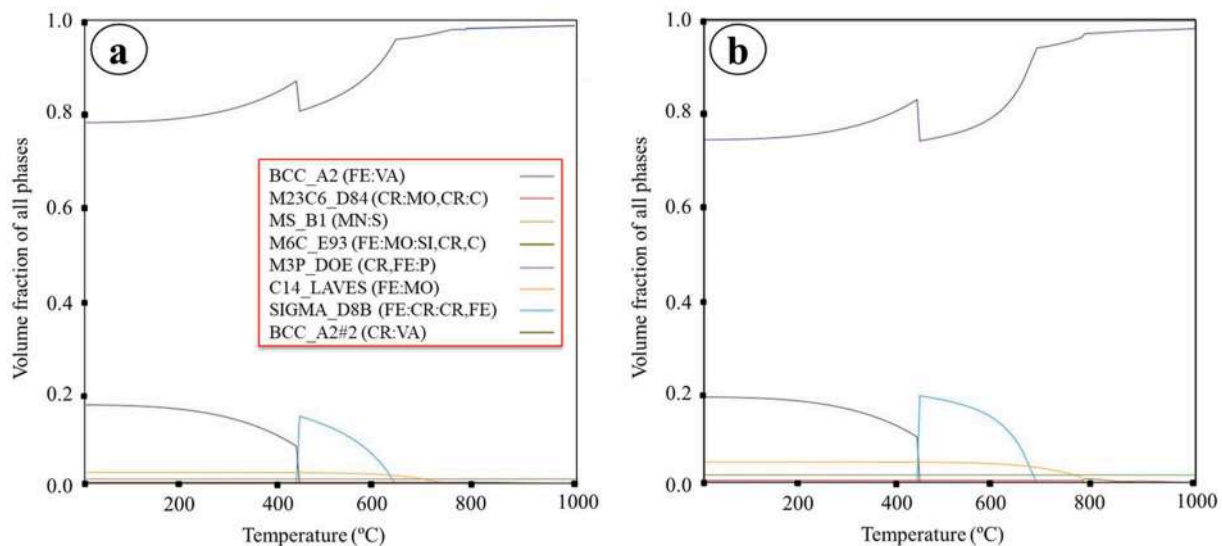 a
b
1.0
0.8
0.6
0.4
0.2
0.0
Volume fraction of all phases
200
400
600
800
1000
Temperature (ºC)
BCC_A2 (FE:VA)
M23C6_D84 (CR:MO,CR:C)
MS_B1 (MN:S)
M6C_E93 (FE:MO:SI,CR,C)
M3P_DOE (CR,FE:P)
C14_LAVES (FE:MO)
SIGMA_D8B (FE:CR:CR,FE)
BCC_A2#2 (CR:VA)
1.0
0.8
0.6
0.4
0.2
0.0
Volume fraction of all phases
200
400
600
800
1000
Temperature (ºC)